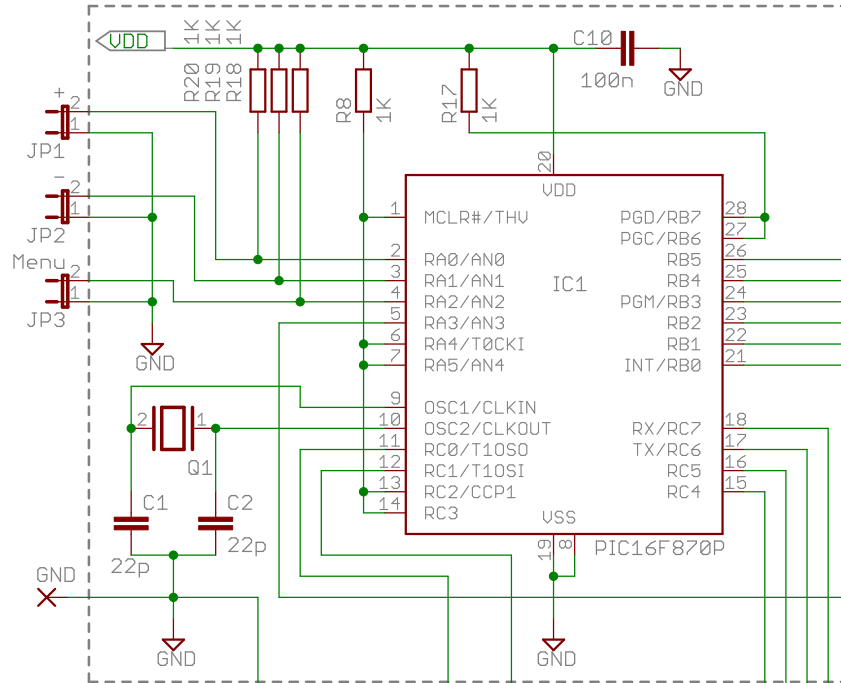 VDD
1K
1K
1K
R20
R19
R18
R8
1K
R17
1K
C10
100n
GND
+
2
1
JP1
-
2
1
JP2
Menu
2
1
JP3
GND
20
VDD
1 MCLR#/THV
2 RA0/AN0
3 RA1/AN1
4 RA2/AN2
5 RA3/AN3
6 RA4/T0CKI
7 RA5/AN4
9 OSC1/CLKIN
10 OSC2/CLKOUT
11 RC0/T1OSO
12 RC1/T1OSI
13 RC2/CCP1
14 RC3
IC1
PGD/RB7 28
PGC/RB6 27
RB5 26
RB4 25
PGM/RB3 24
RB2 23
RB1 22
INT/RB0 21
RX/RC7 18
TX/RC6 17
RC5 16
RC4 15
VSS
19
8
PIC16F870P
GND
2
1
Q1
C1
22p
C2
22p
GND
GND